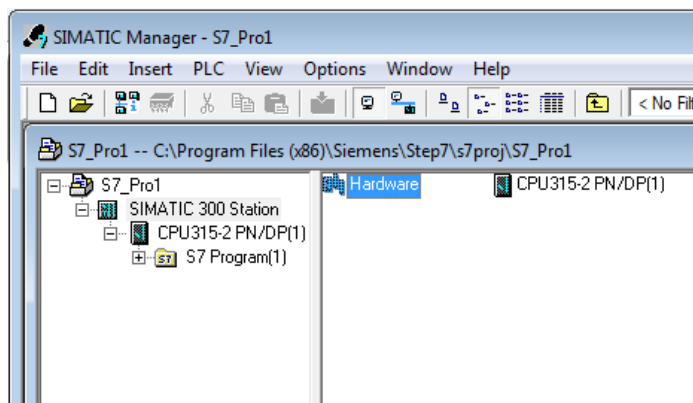 SIMATIC Manager - S7_Pro1
File Edit Insert PLC View Options Window Help
< No Filt
S7_Pro1 -- C:\Program Files (x86)\Siemens\Step7\s7proj\S7_Pro1
S7_Pro1
SIMATIC 300 Station
CPU315-2 PN/DP(1)
S7 Program(1)
Hardware
CPU315-2 PN/DP(1)